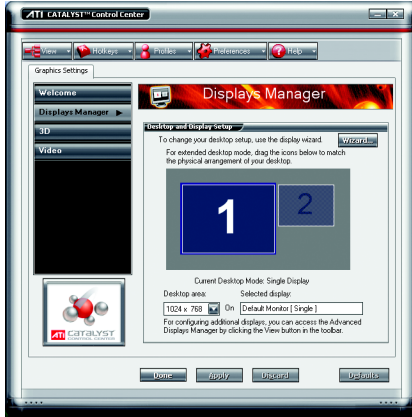 ATI CATALYST™ Control Center
View Hotkeys Profiles Preferences Help
Graphics Settings
Welcome
Displays Manager
3D
Video
Displays Manager
Desktop and Display Setup
To change your desktop setup, use the display wizard.
Wizard...
For extended desktop mode, drag the icons below to match
the physical arrangement of your desktop.
1
2
Current Desktop Mode: Single Display
Desktop area:
Selected display:
1024 x 768
On
Default Monitor [ Single ]
For configuring additional displays, you can access the Advanced
Displays Manager by clicking the View button in the toolbar.
ATI CATALYST
CONTROL CENTER
Done
Apply
Discard
Defaults